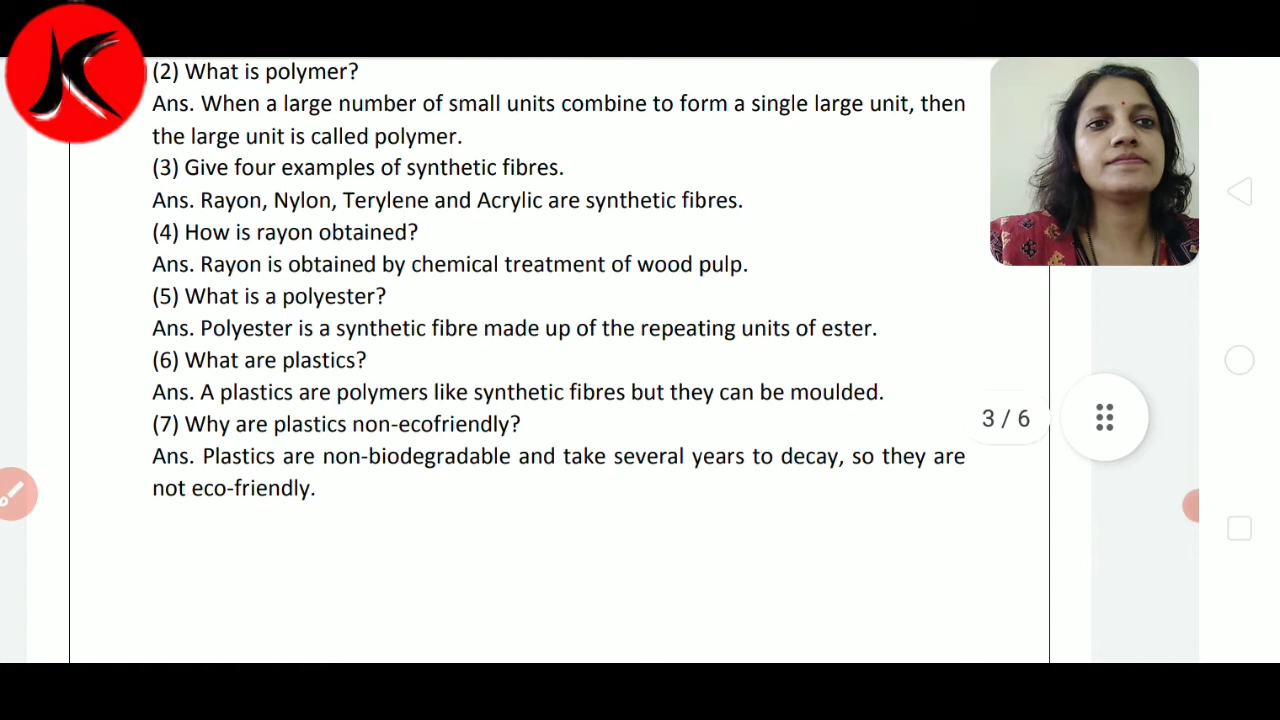 (2) What is polymer?
Ans. When a large number of small units combine to form a single large unit, then
the large unit is called polymer.
(3) Give four examples of synthetic fibres.
Ans. Rayon, Nylon, Terylene and Acrylic are synthetic fibres.
(4) How is rayon obtained?
Ans. Rayon is obtained by chemical treatment of wood pulp.
(5) What is a polyester?
Ans. Polyester is a synthetic fibre made up of the repeating units of ester.
(6) What are plastics?
Ans. A plastics are polymers like synthetic fibres but they can be moulded.
(7) Why are plastics non-ecofriendly?
Ans. Plastics are non-biodegradable and take several years to decay, so they are
not eco-friendly.
3 / 6
K